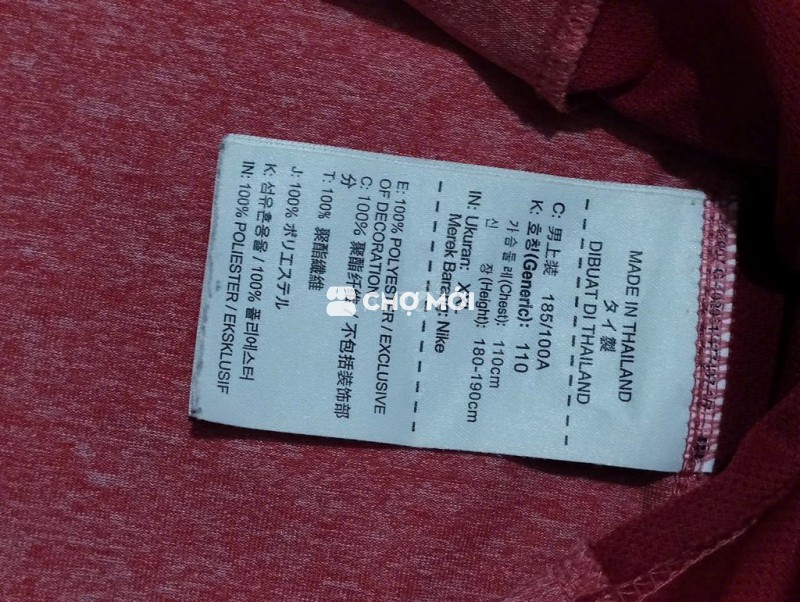 MADE IN THAILAND
タイ製
DIBUAT DI THAILAND
C: 男上装 185/100A
K: 호칭(Generic): 110
가슴둘레(Chest): 110cm
신 장(Height): 180-190cm
IN: Ukuran:
Merek Nike
E: 100% POLYESTER / EXCLUSIVE
OF DECORATION
C: 100% 聚酯纤维 / 不包括装饰部
分
T: 100% 聚酯纖維
J: 100% ポリエステル
K: 섬유혼용율 / 100% 폴리에스터
IN: 100% POLIESTER / EKSKLUSIF
CHỢ MỚI